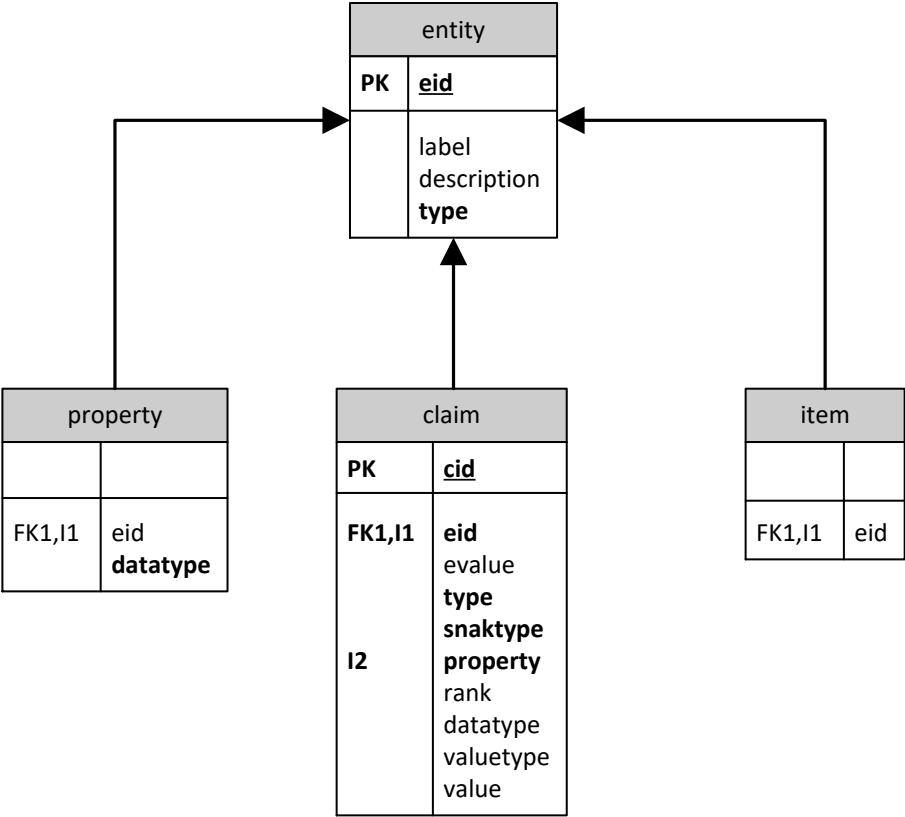 entity
PK eid
label
description
type
property
FK1,I1 eid
datatype
claim
PK cid
FK1,I1 eid
evalue
type
snaktype
I2 property
rank
datatype
valuetype
value
item
FK1,I1 eid